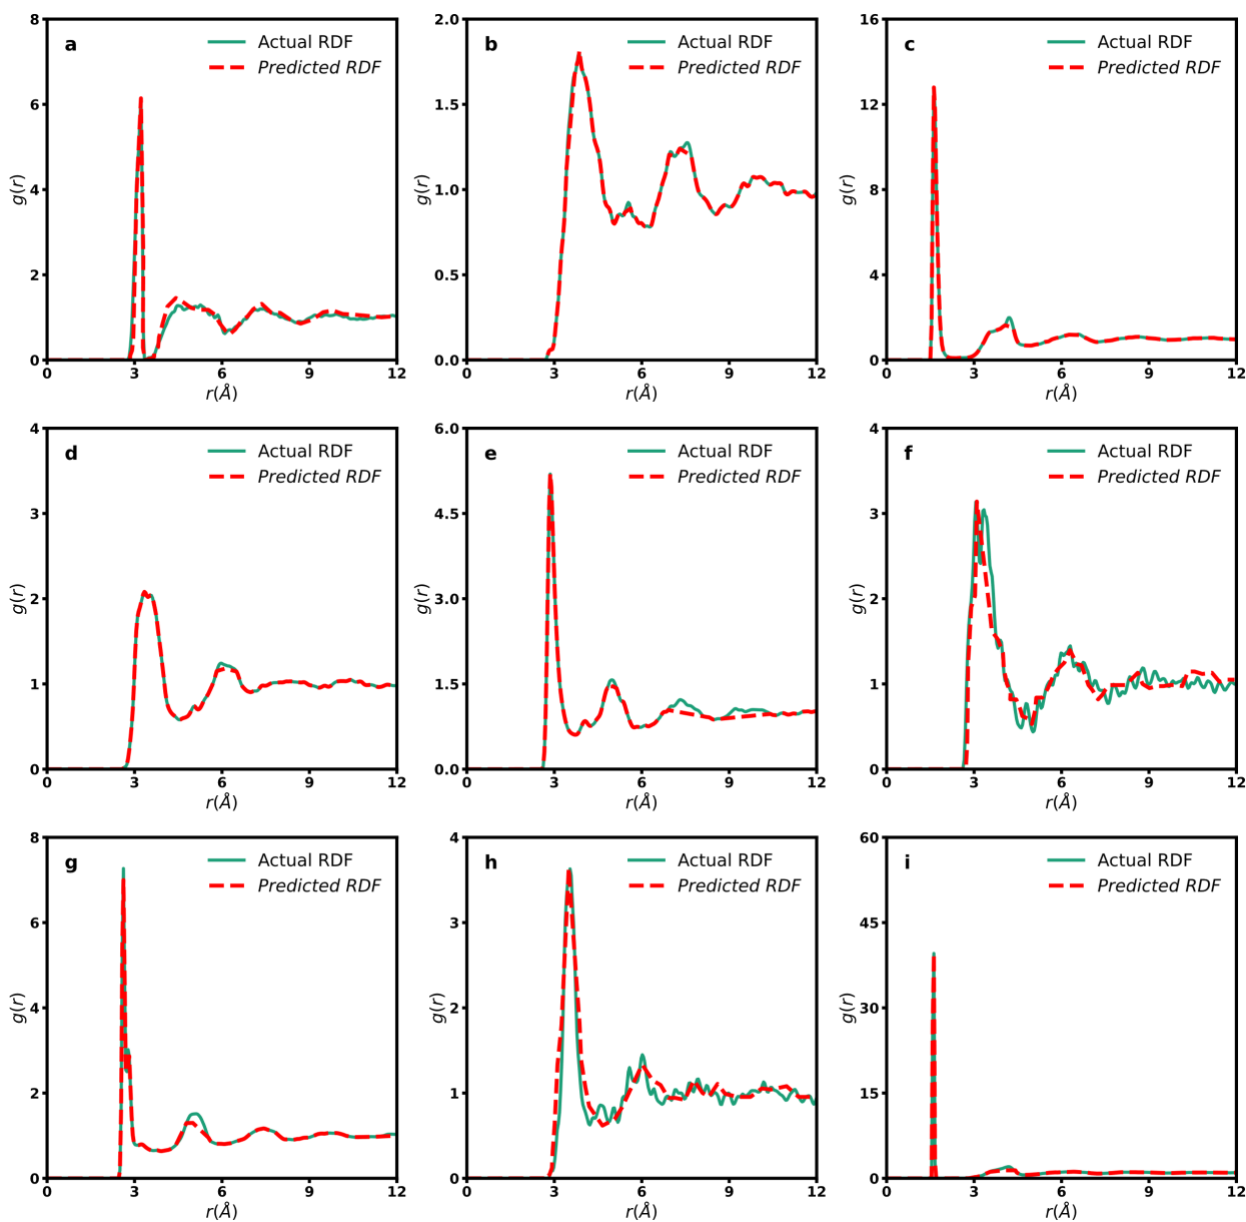 a
Actual RDF
Predicted RDF
g(r)
8
6
4
2
0
0 3 6 9 12
r(Å)
b
Actual RDF
Predicted RDF
g(r)
2.0
1.5
1.0
0.5
0.0
0 3 6 9 12
r(Å)
c
Actual RDF
Predicted RDF
g(r)
16
12
8
4
0
0 3 6 9 12
r(Å)
d
Actual RDF
Predicted RDF
g(r)
4
3
2
1
0
0 3 6 9 12
r(Å)
e
Actual RDF
Predicted RDF
g(r)
6.0
4.5
3.0
1.5
0.0
0 3 6 9 12
r(Å)
f
Actual RDF
Predicted RDF
g(r)
4
3
2
1
0
0 3 6 9 12
r(Å)
g
Actual RDF
Predicted RDF
g(r)
8
6
4
2
0
0 3 6 9 12
r(Å)
h
Actual RDF
Predicted RDF
g(r)
4
3
2
1
0
0 3 6 9 12
r(Å)
i
Actual RDF
Predicted RDF
g(r)
60
45
30
15
0
0 3 6 9 12
r(Å)